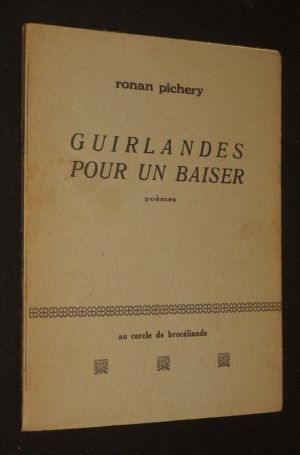 ronan pichery
GUIRLANDES
POUR UN BAISER
poèmes
au cercle de brocéliande